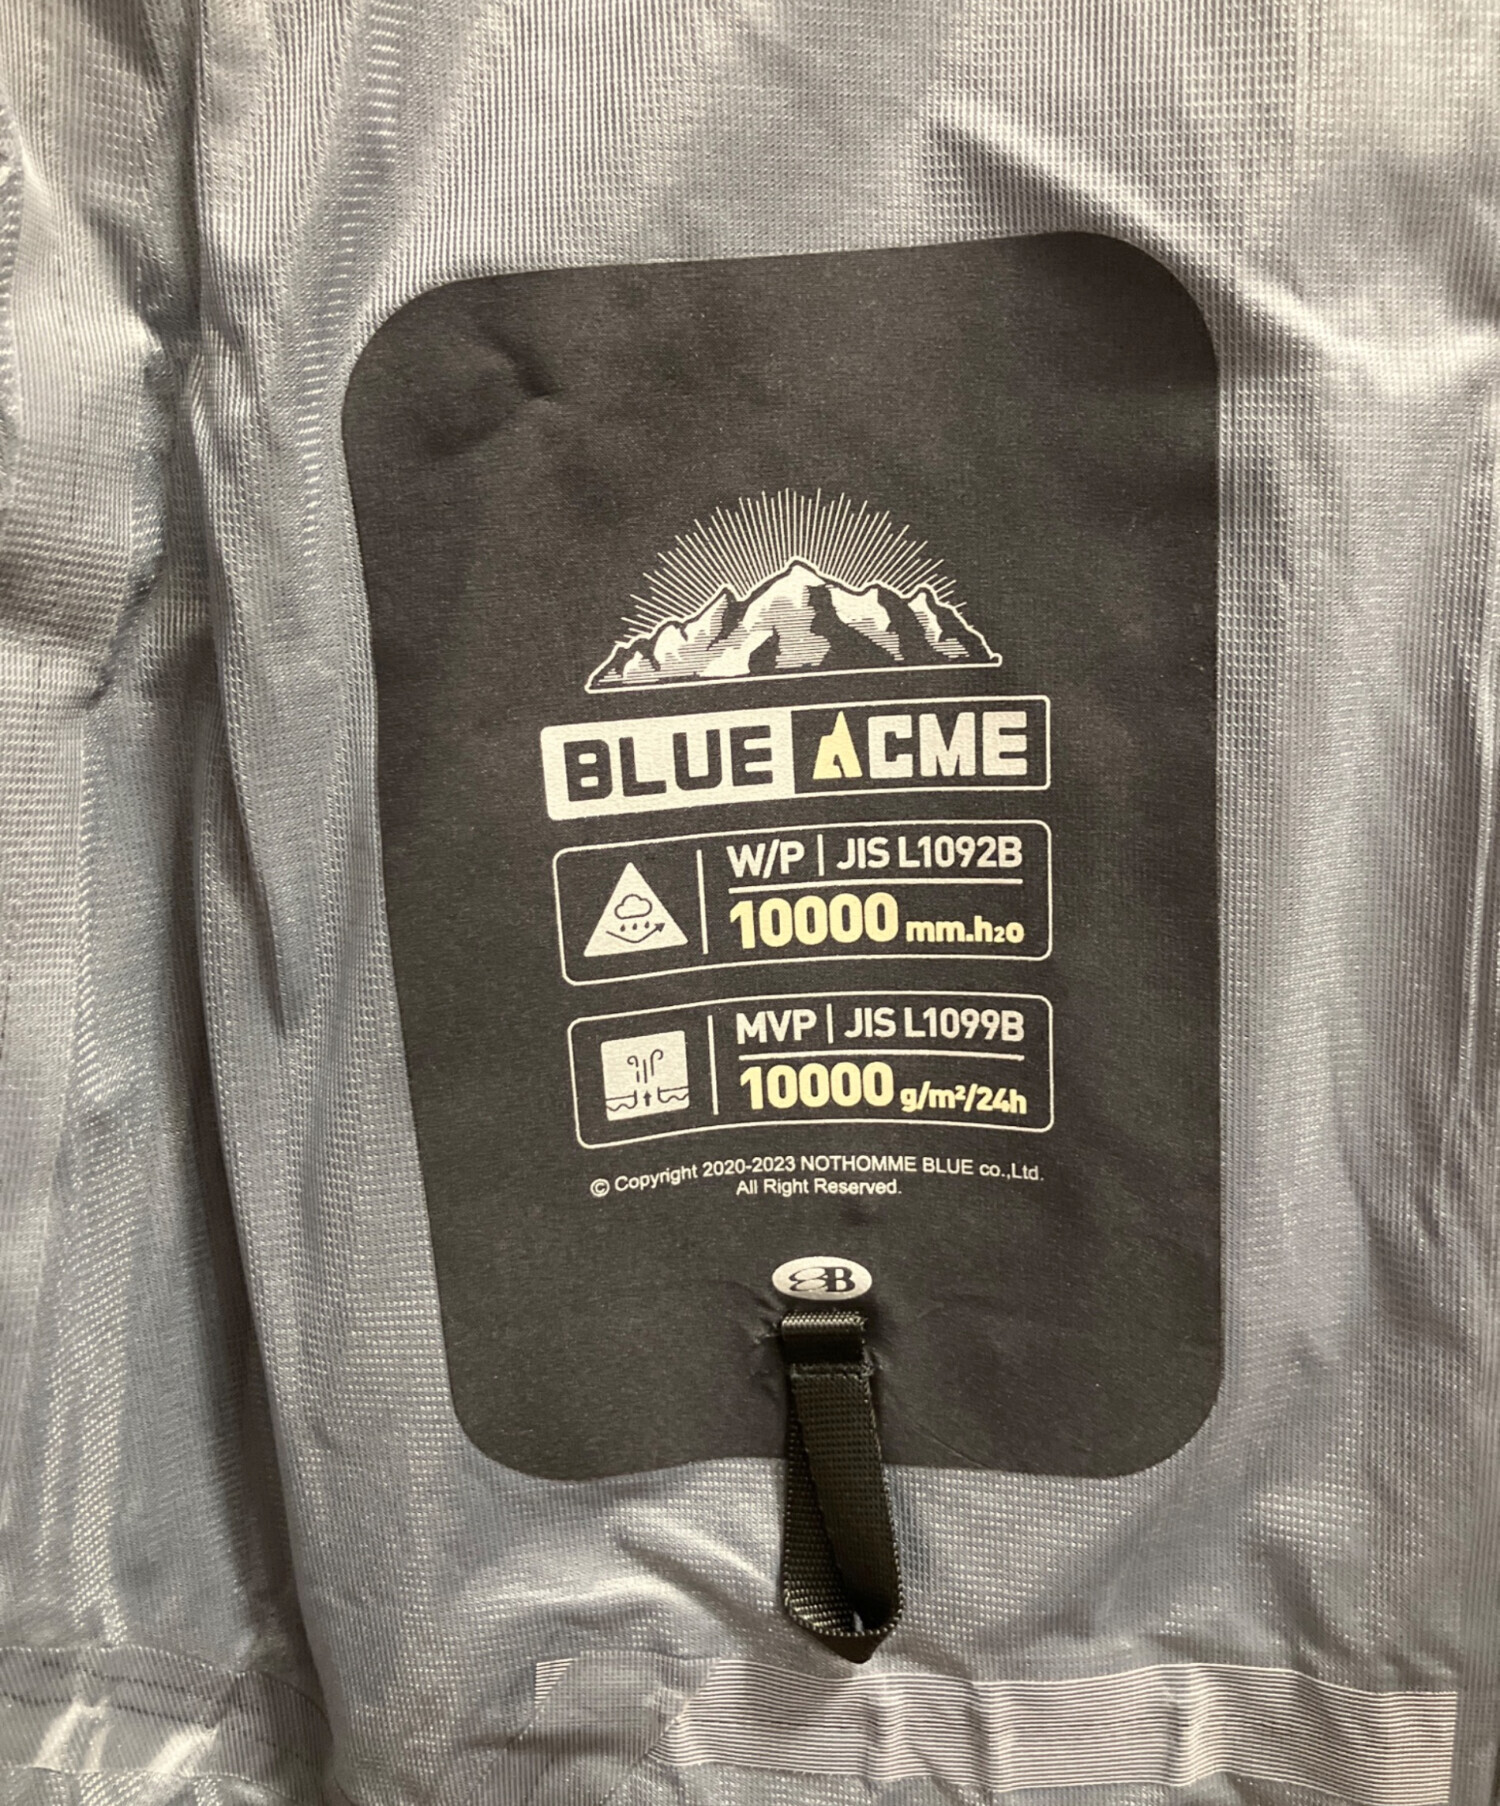 BLUE ACME
W/P | JIS L1092B
10000 mm.h₂o
MVP | JIS L1099B
10000 g/m²/24h
© Copyright 2020-2023 NOTHOMME BLUE co.,Ltd.
All Right Reserved.
B